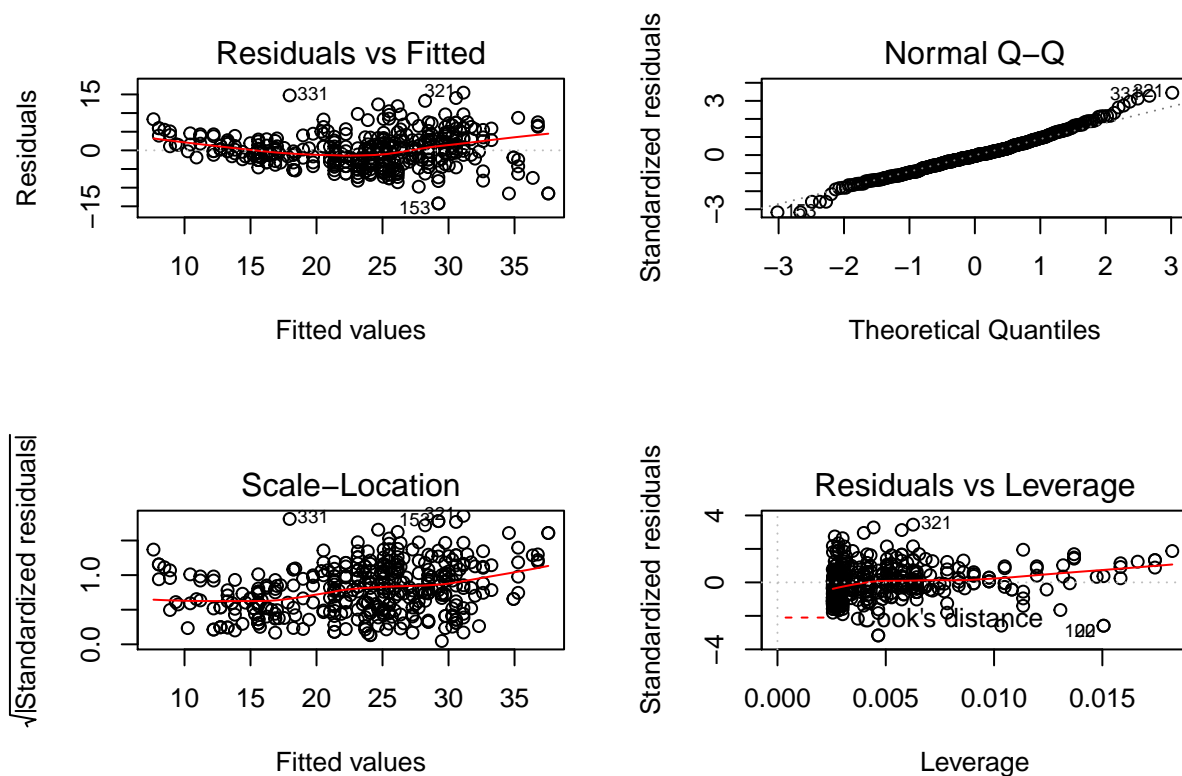 Residuals vs Fitted
Residuals
−15
0
15
10 15 20 25 30 35
Fitted values
331
321
153
Normal Q−Q
Standardized residuals
−3
0
3
−3 −2 −1 0 1 2 3
Theoretical Quantiles
321
153
Scale−Location
√|Standardized residuals|
0.0
1.0
10 15 20 25 30 35
Fitted values
331
153
321
Residuals vs Leverage
Standardized residuals
−4
0
4
0.000 0.005 0.010 0.015
Leverage
321
Cook's distance